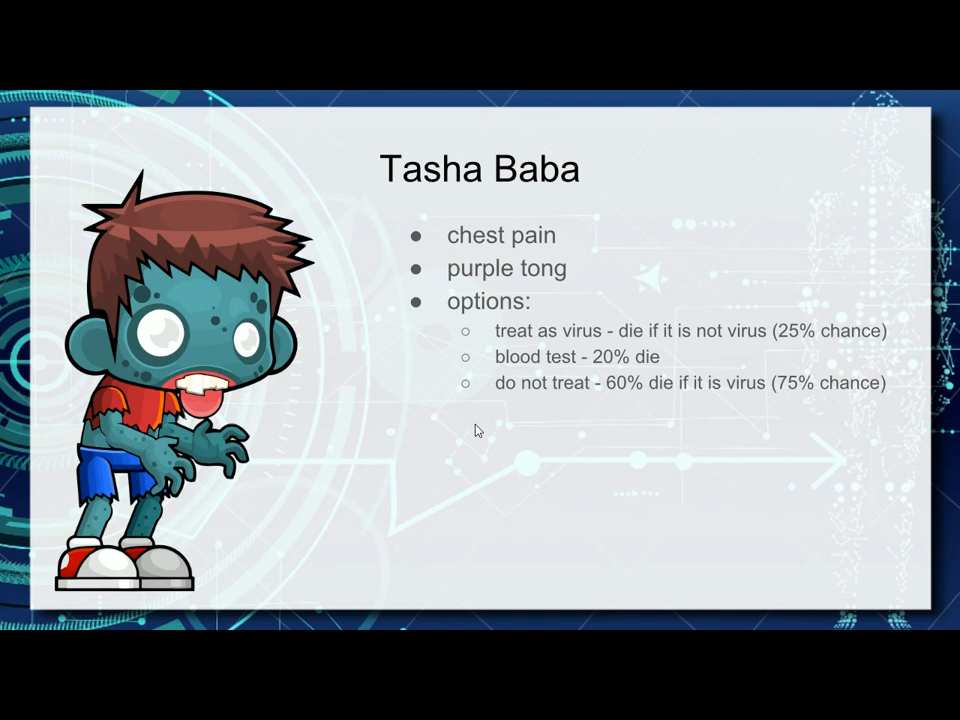 Tasha Baba
● chest pain
● purple tong
● options:
○ treat as virus - die if it is not virus (25% chance)
○ blood test - 20% die
○ do not treat - 60% die if it is virus (75% chance)